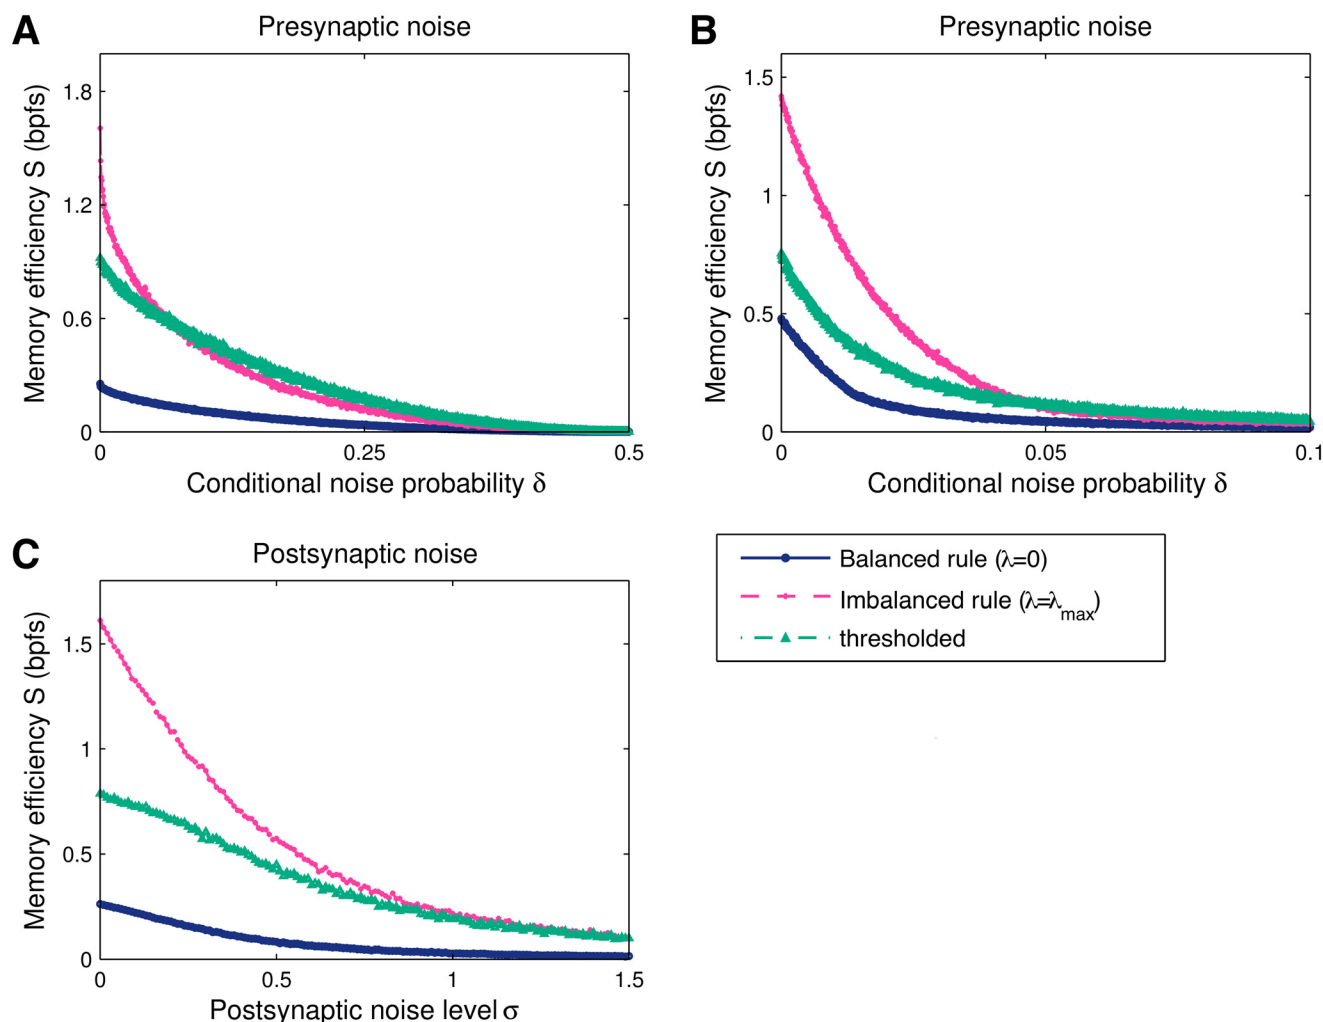 A
Presynaptic noise
Memory efficiency S (bpfs)
1.8
1.2
0.6
0
0
0.25
0.5
Conditional noise probability δ
B
Presynaptic noise
Memory efficiency S (bpfs)
1.5
1
0.5
0
0
0.05
0.1
Conditional noise probability δ
C
Postsynaptic noise
Memory efficiency S (bpfs)
1.5
1
0.5
0
0
0.5
1
1.5
Postsynaptic noise level σ
Balanced rule (λ=0)
Imbalanced rule (λ=λmax)
thresholded